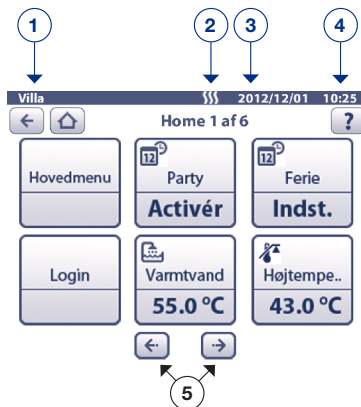 1 2 3 4
Villa 2012/12/01 10:25
Home 1 af 6 ?
Hovedmenu
12 Party
Activér
12 Ferie
Indst.
Login
Varmtvand
55.0 °C
Højtempe..
43.0 °C
5